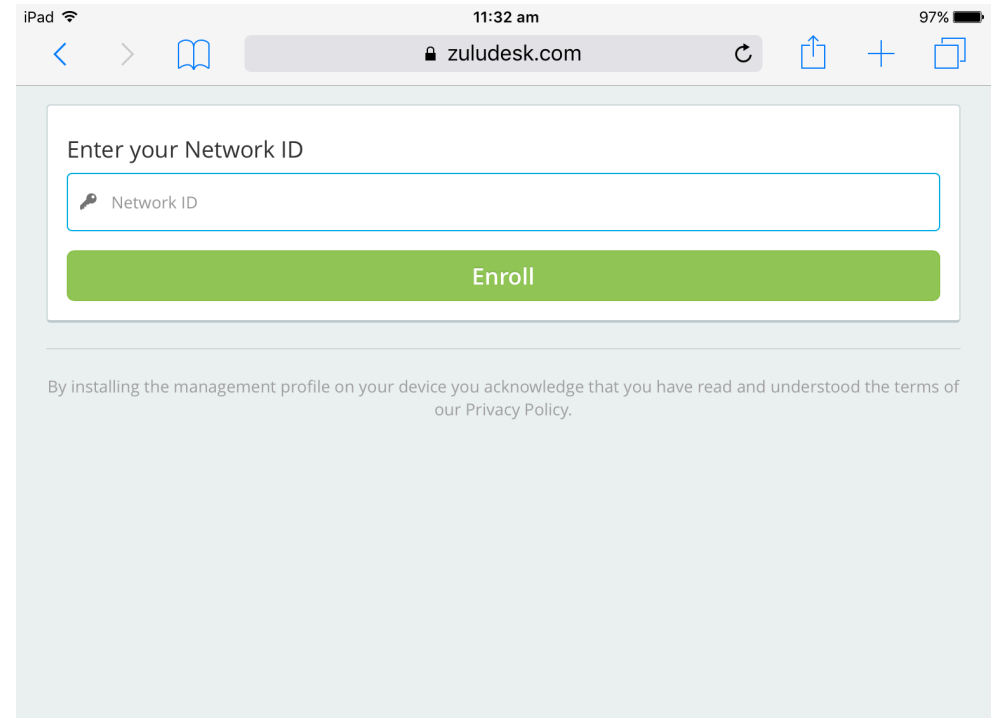 iPad 11:32 am 97%
zuludesk.com
Enter your Network ID
Network ID
Enroll
By installing the management profile on your device you acknowledge that you have read and understood the terms of
our Privacy Policy.